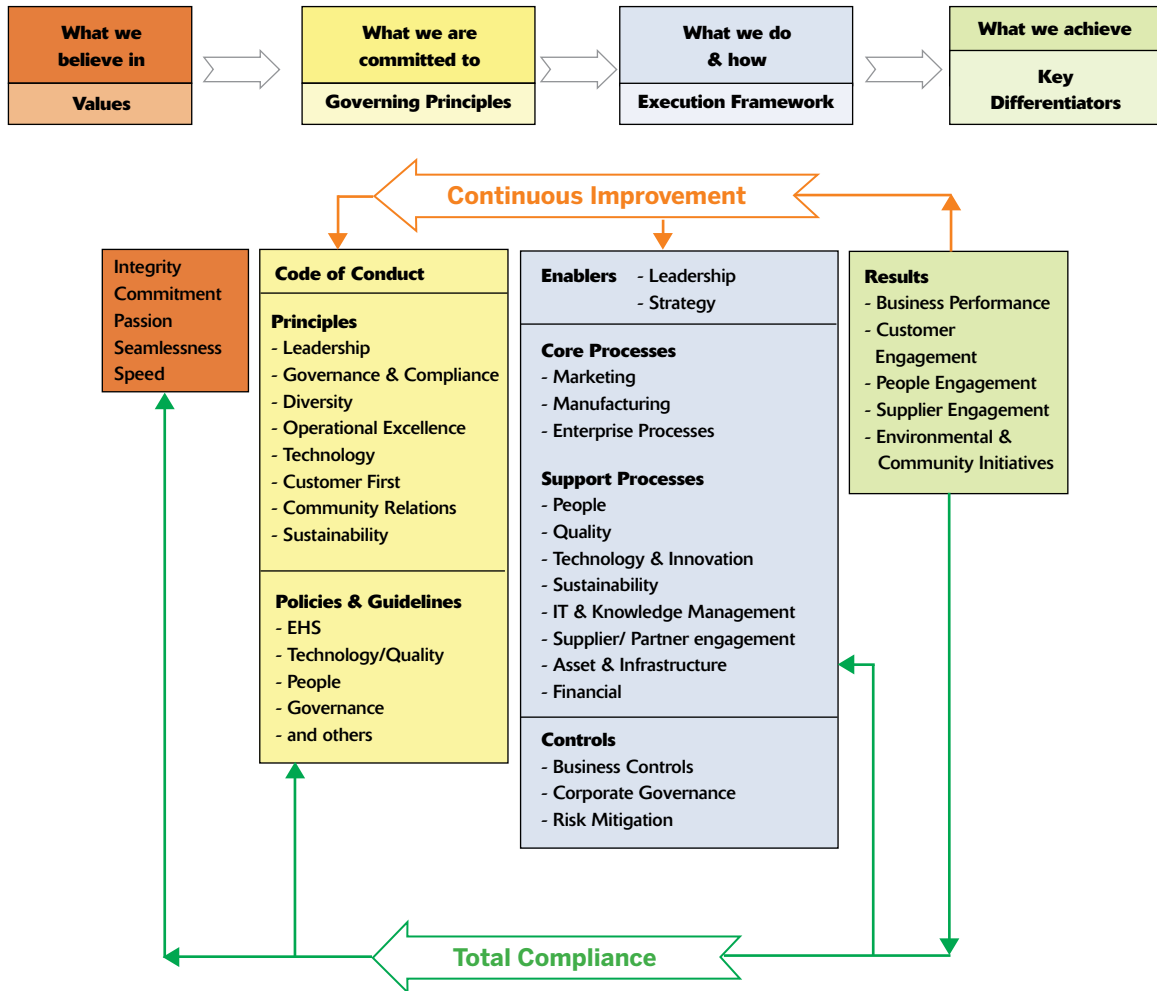 What we
believe in
Values
What we are
committed to
Governing Principles
What we do
& how
Execution Framework
What we achieve
Key
Differentiators
Continuous Improvement
Integrity
Commitment
Passion
Seamlessness
Speed
Code of Conduct
Principles
- Leadership
- Governance & Compliance
- Diversity
- Operational Excellence
- Technology
- Customer First
- Community Relations
- Sustainability
Policies & Guidelines
- EHS
- Technology/Quality
- People
- Governance
- and others
Enablers - Leadership
- Strategy
Core Processes
- Marketing
- Manufacturing
- Enterprise Processes
Support Processes
- People
- Quality
- Technology & Innovation
- Sustainability
- IT & Knowledge Management
- Supplier/ Partner engagement
- Asset & Infrastructure
- Financial
Controls
- Business Controls
- Corporate Governance
- Risk Mitigation
Results
- Business Performance
- Customer
Engagement
- People Engagement
- Supplier Engagement
- Environmental &
Community Initiatives
Total Compliance